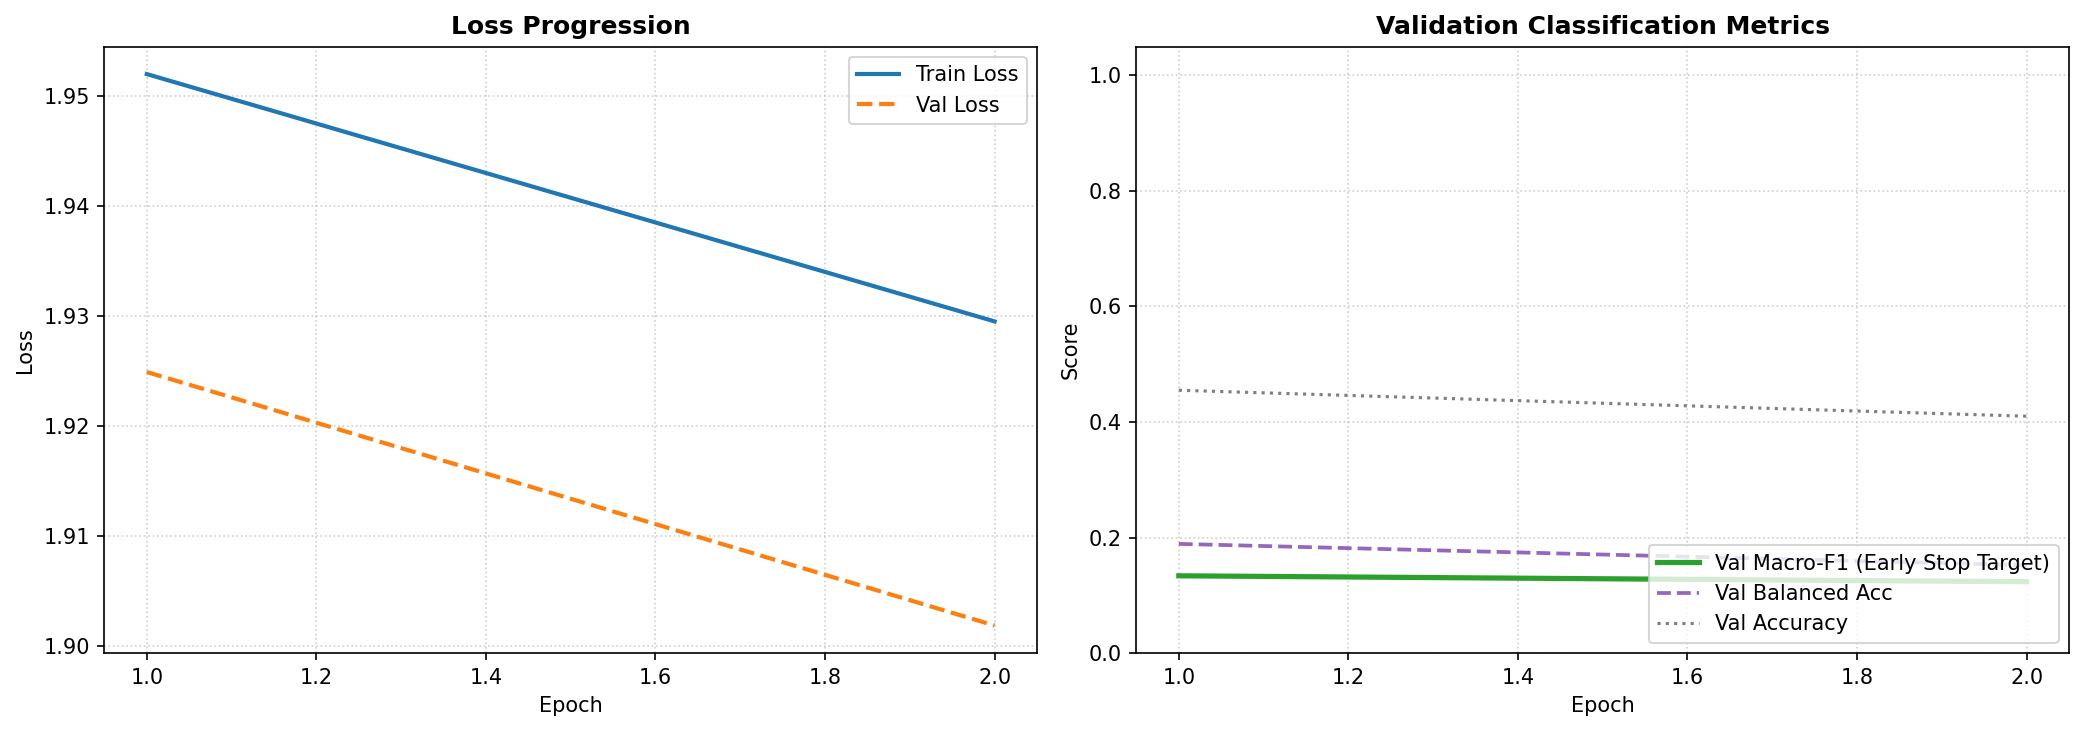 Loss Progression
Train Loss
Val Loss
1.95
1.94
1.93
1.92
1.91
1.90
Loss
1.0 1.2 1.4 1.6 1.8 2.0
Epoch
Validation Classification Metrics
1.0
0.8
0.6
0.4
0.2
0.0
Score
Val Macro-F1 (Early Stop Target)
Val Balanced Acc
Val Accuracy
1.0 1.2 1.4 1.6 1.8 2.0
Epoch